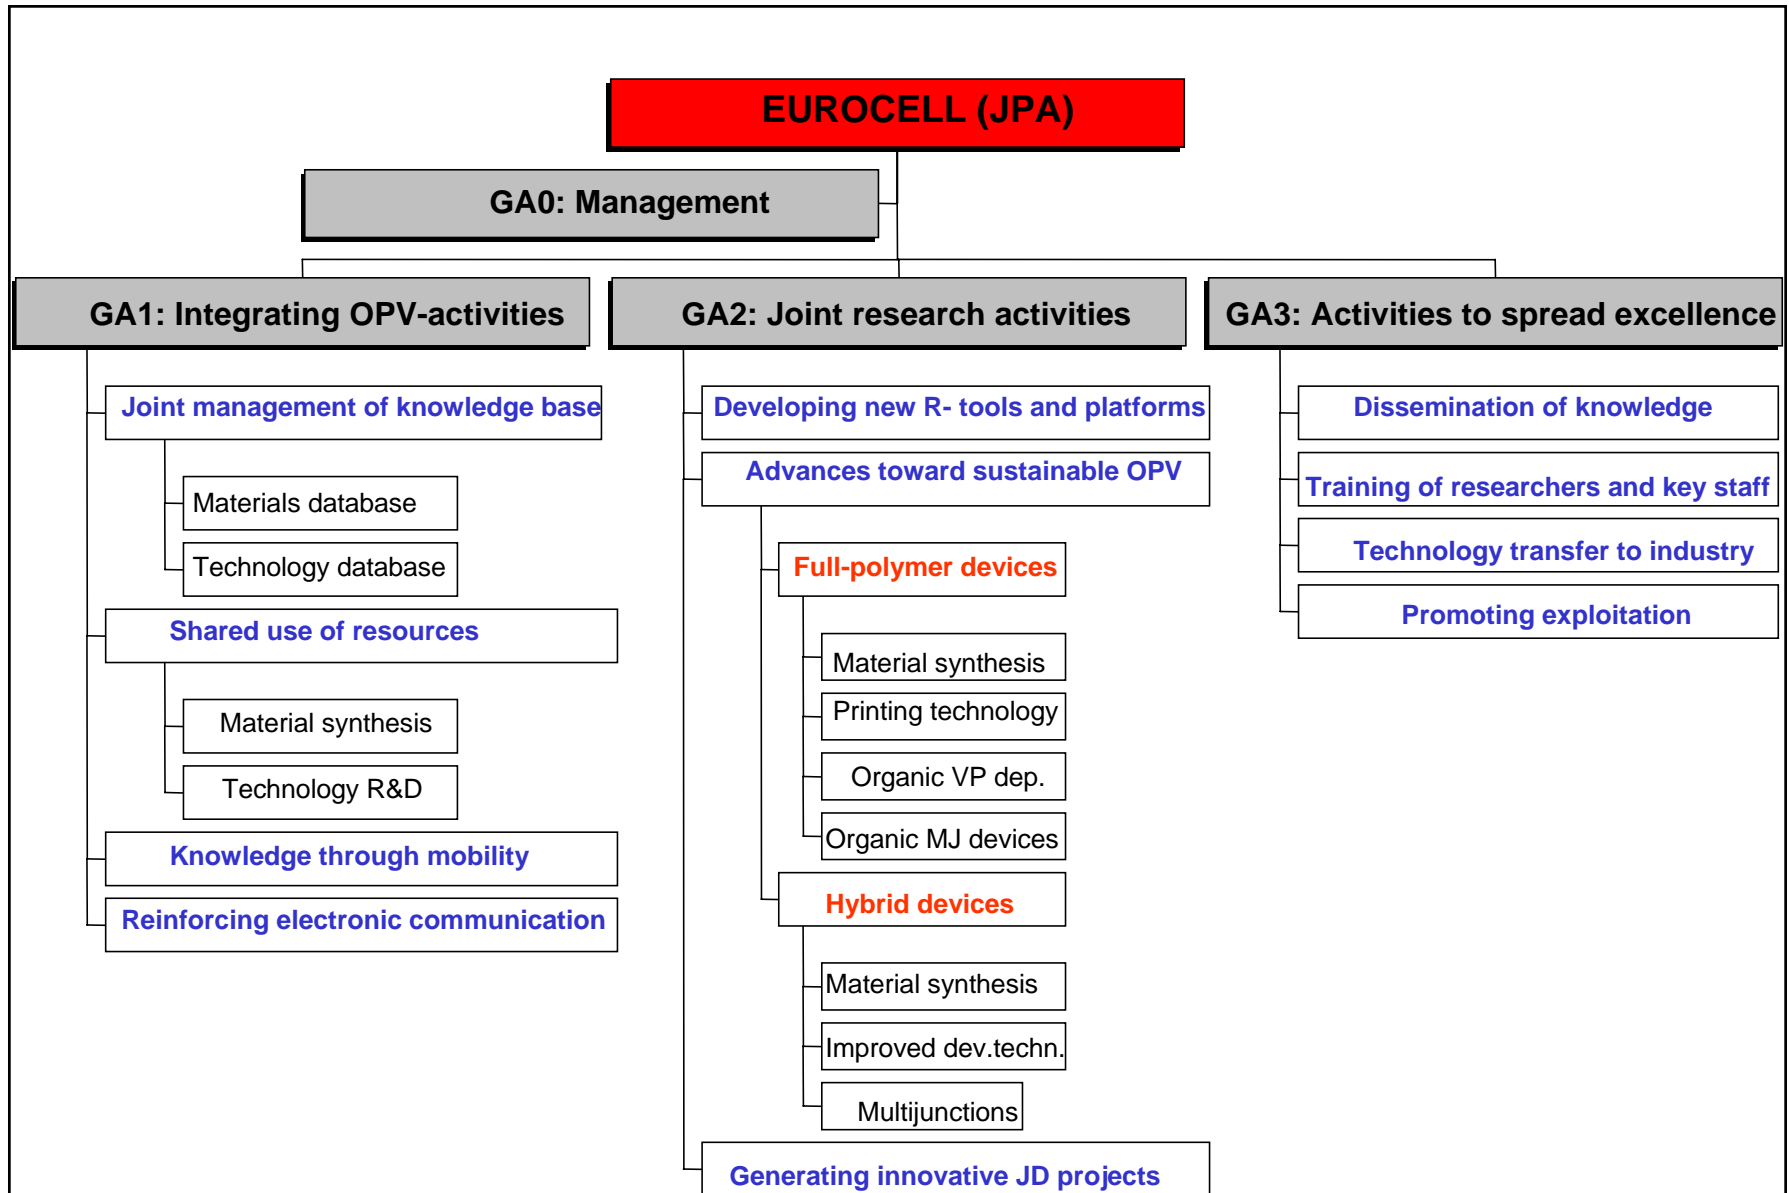 EUROCELL (JPA)
GA0: Management
GA1: Integrating OPV-activities
Joint management of knowledge base
Materials database
Technology database
Shared use of resources
Material synthesis
Technology R&D
Knowledge through mobility
Reinforcing electronic communication
GA2: Joint research activities
Developing new R- tools and platforms
Advances toward sustainable OPV
Full-polymer devices
Material synthesis
Printing technology
Organic VP dep.
Organic MJ devices
Hybrid devices
Material synthesis
Improved dev.techn.
Multijunctions
Generating innovative JD projects
GA3: Activities to spread excellence
Dissemination of knowledge
Training of researchers and key staff
Technology transfer to industry
Promoting exploitation